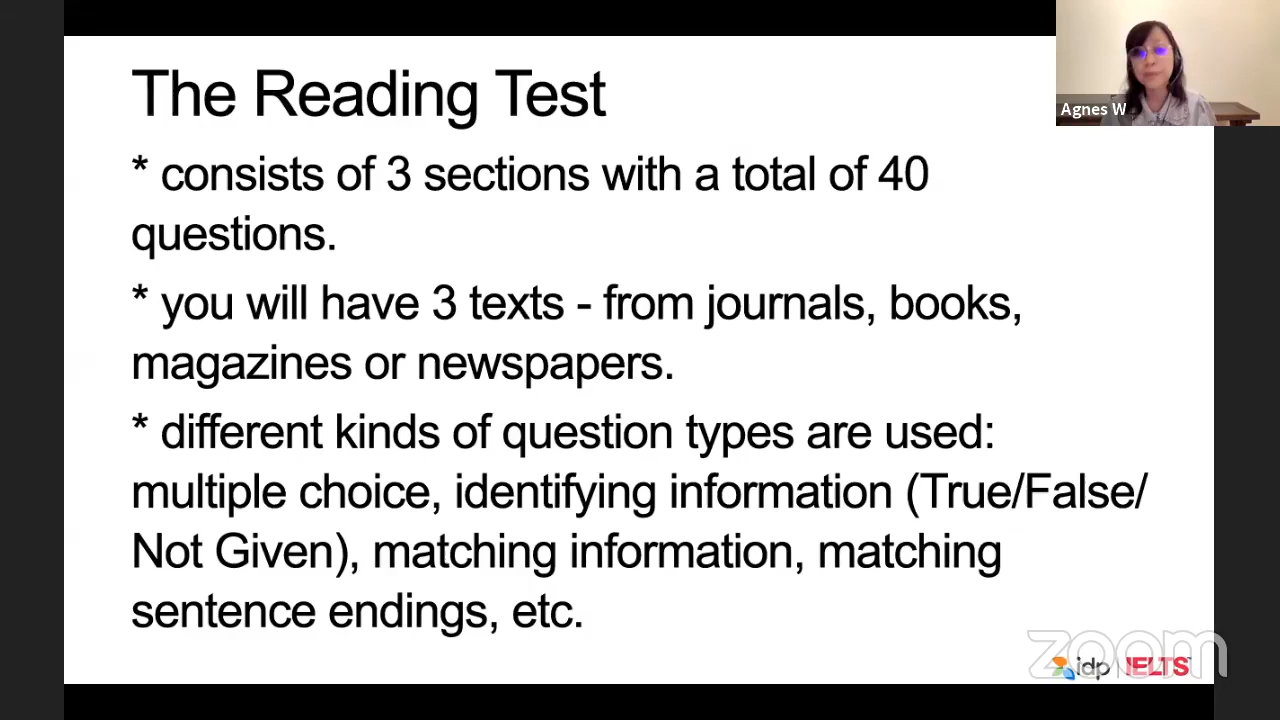 The Reading Test
Agnes W
* consists of 3 sections with a total of 40
questions.
* you will have 3 texts - from journals, books,
magazines or newspapers.
* different kinds of question types are used:
multiple choice, identifying information (True/False/
Not Given), matching information, matching
sentence endings, etc.
zoom
idp IELTS